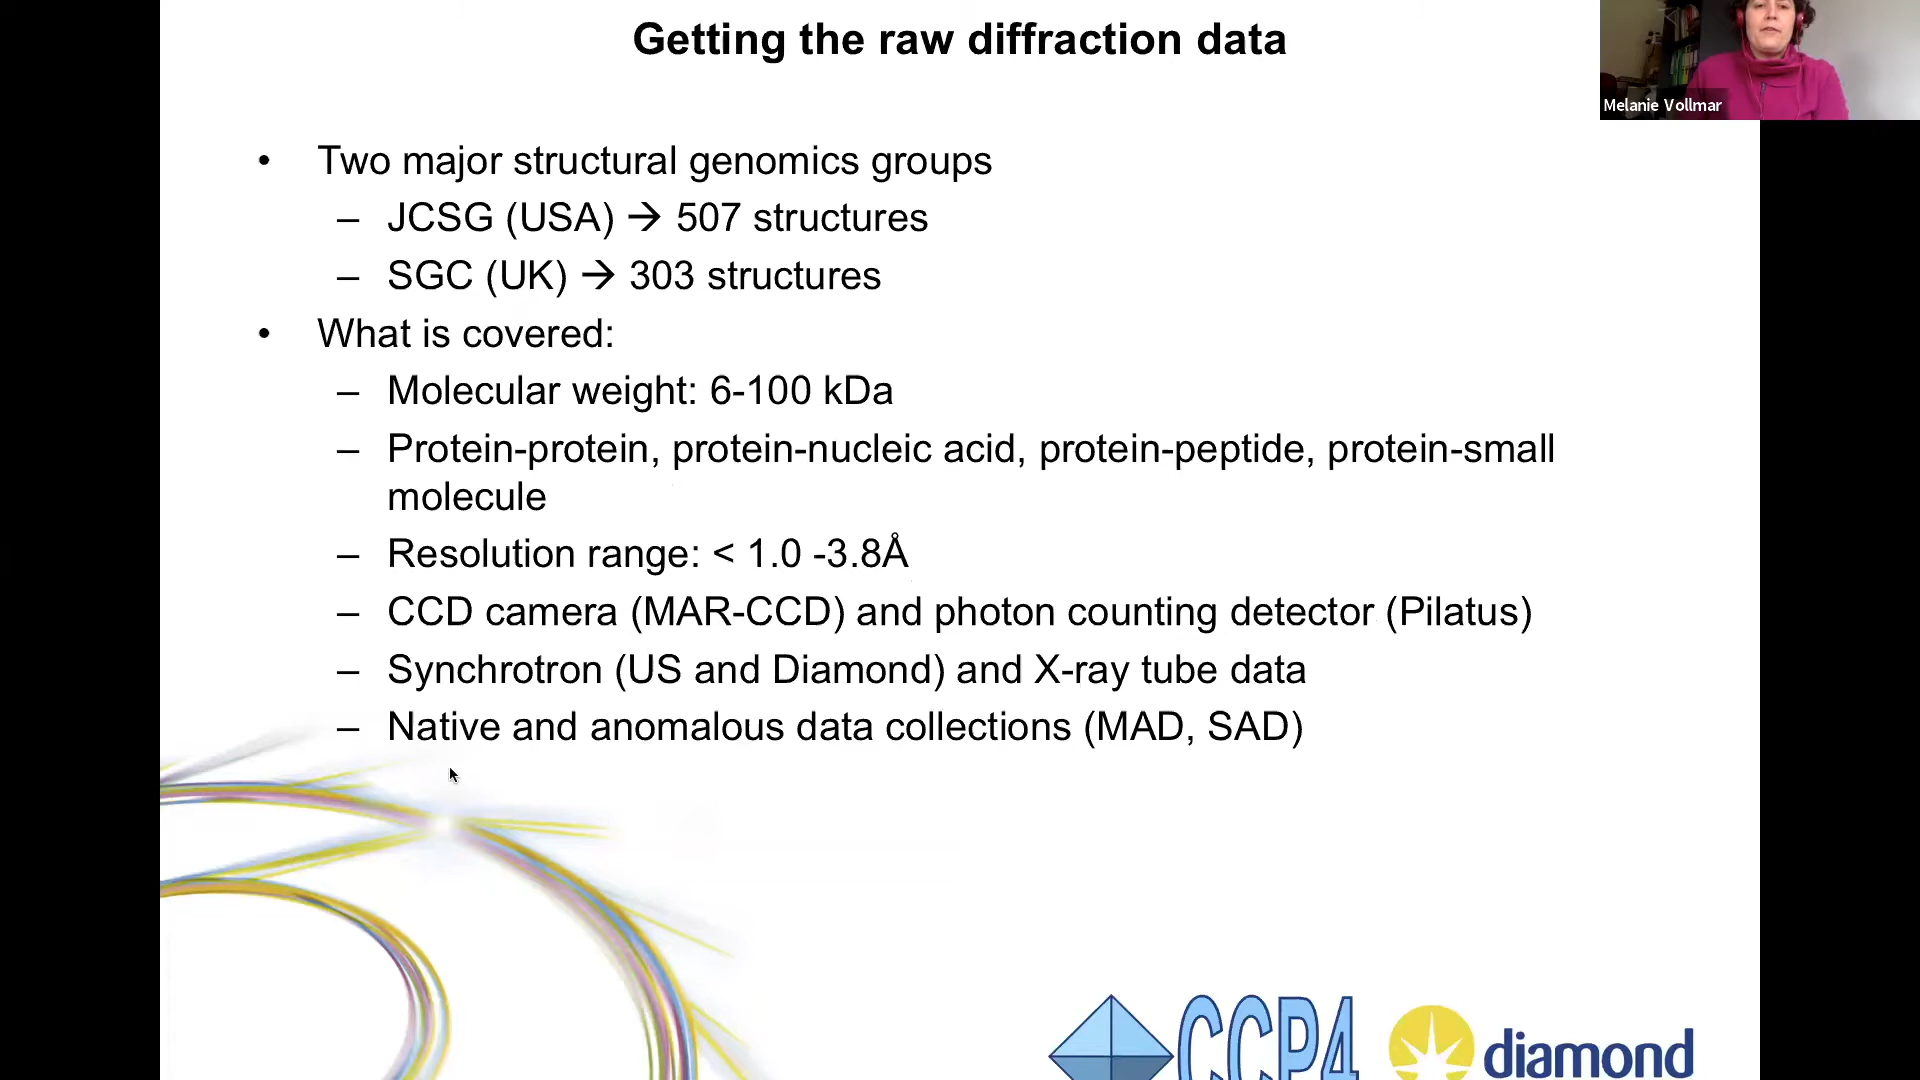 Getting the raw diffraction data
Melanie Vollmar
• Two major structural genomics groups
– JCSG (USA) → 507 structures
– SGC (UK) → 303 structures
• What is covered:
– Molecular weight: 6-100 kDa
– Protein-protein, protein-nucleic acid, protein-peptide, protein-small
molecule
– Resolution range: < 1.0 -3.8Å
– CCD camera (MAR-CCD) and photon counting detector (Pilatus)
– Synchrotron (US and Diamond) and X-ray tube data
– Native and anomalous data collections (MAD, SAD)
CCP4
diamond